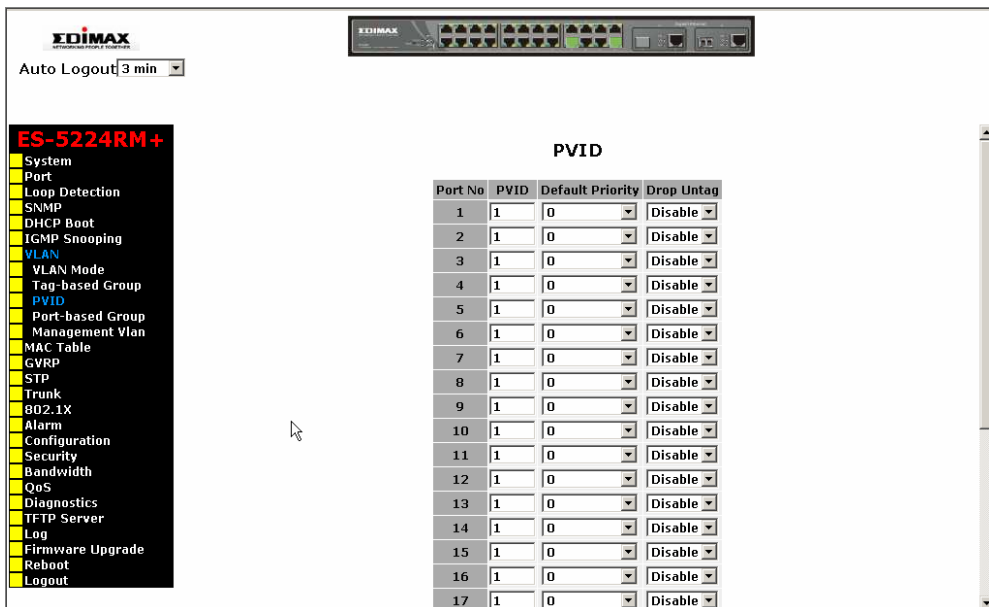 EDIMAX
NETWORKING PEOPLE TOGETHER
EDIMAX
Auto Logout 3 min
ES-5224RM+
System
Port
Loop Detection
SNMP
DHCP Boot
IGMP Snooping
VLAN
VLAN Mode
Tag-based Group
PVID
Port-based Group
Management Vlan
MAC Table
GVRP
STP
Trunk
802.1X
Alarm
Configuration
Security
Bandwidth
QoS
Diagnostics
TFTP Server
Log
Firmware Upgrade
Reboot
Logout
PVID
Port No PVID Default Priority Drop Untag
1 1 0 Disable
2 1 0 Disable
3 1 0 Disable
4 1 0 Disable
5 1 0 Disable
6 1 0 Disable
7 1 0 Disable
8 1 0 Disable
9 1 0 Disable
10 1 0 Disable
11 1 0 Disable
12 1 0 Disable
13 1 0 Disable
14 1 0 Disable
15 1 0 Disable
16 1 0 Disable
17 1 0 Disable